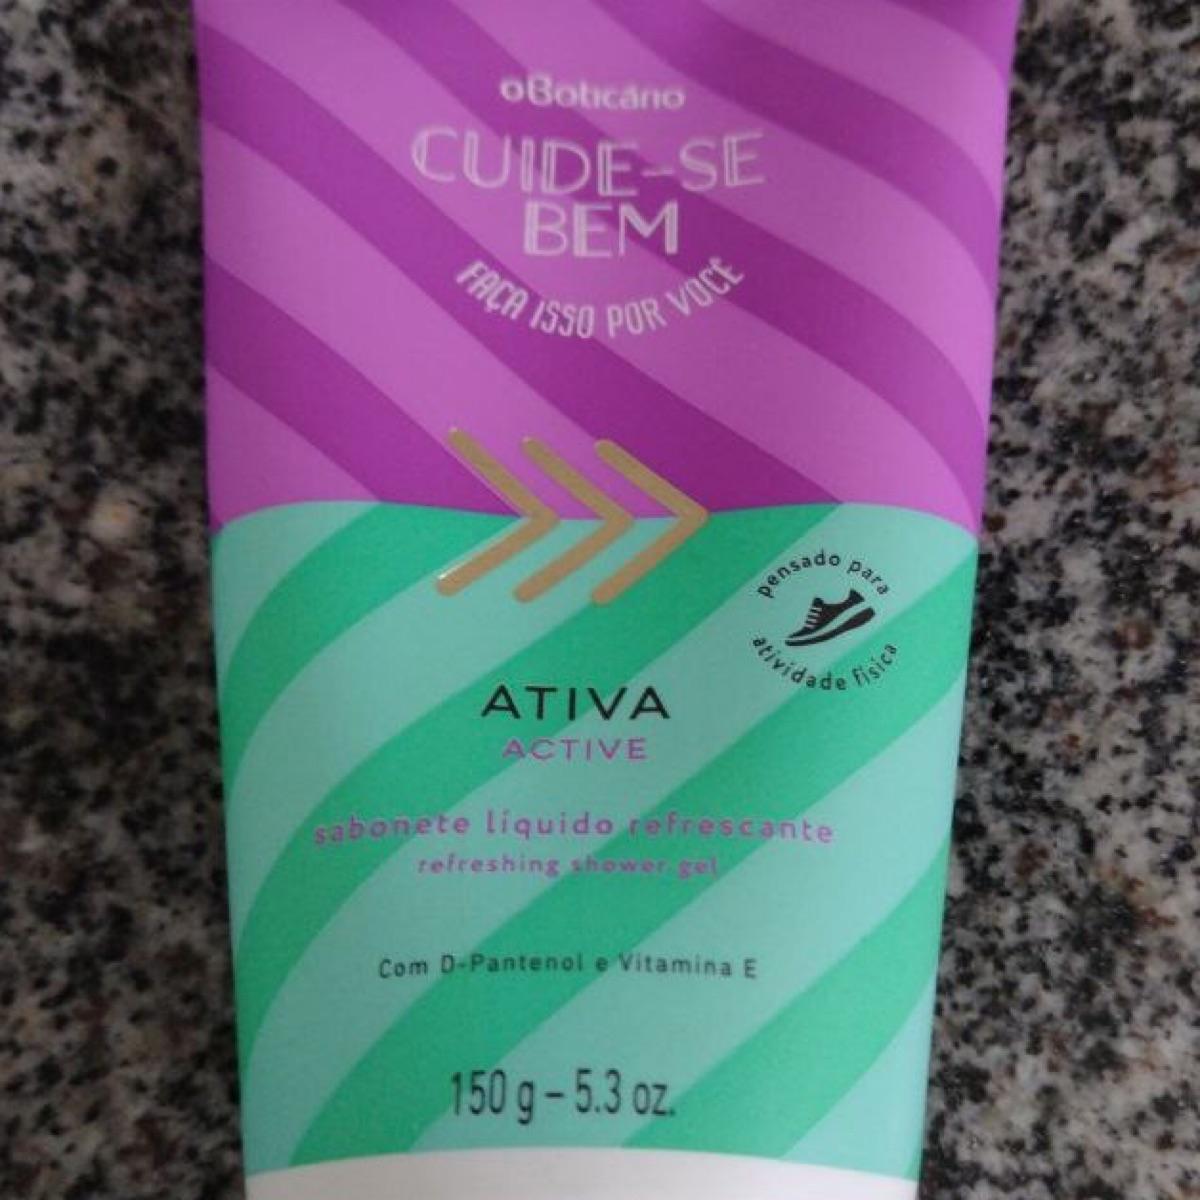 oBoticário
CUIDE-SE
BEM
FAÇA ISSO POR VOCÊ
pensado para
atividade física
ATIVA
ACTIVE
sabonete líquido refrescante
refreshing shower gel
Com D-Pantenol e Vitamina E
150 g – 5.3 oz.